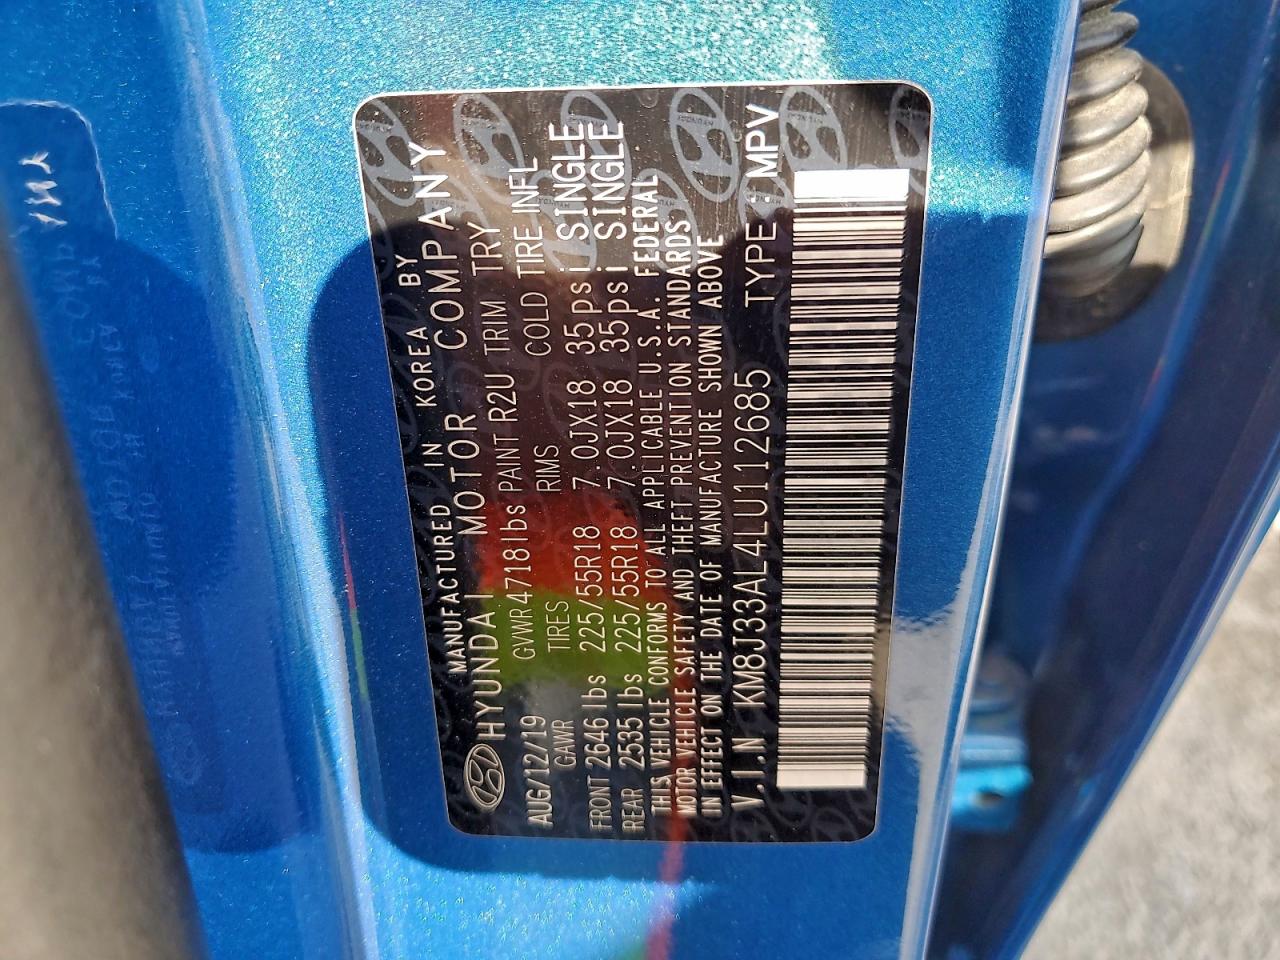 MANUFACTURED IN KOREA BY
HYUNDAI MOTOR COMPANY
AUG/12/19 GVWR 4718lbs PAINT R2U TRIM TRY
GAWR TIRES RIMS COLD TIRE INFL
FRONT 2646lbs 225/55R18 7.0JX18 35psi SINGLE
REAR 2535lbs 225/55R18 7.0JX18 35psi SINGLE
THIS VEHICLE CONFORMS TO ALL APPLICABLE U.S.A. FEDERAL
MOTOR VEHICLE SAFETY AND THEFT PREVENTION STANDARDS
IN EFFECT ON THE DATE OF MANUFACTURE SHOWN ABOVE
V.I.N KM8J33AL4LU112685 TYPE : MPV